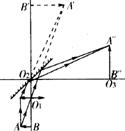 B' A'
A''
O₂ B''
O₁ O₃
A B